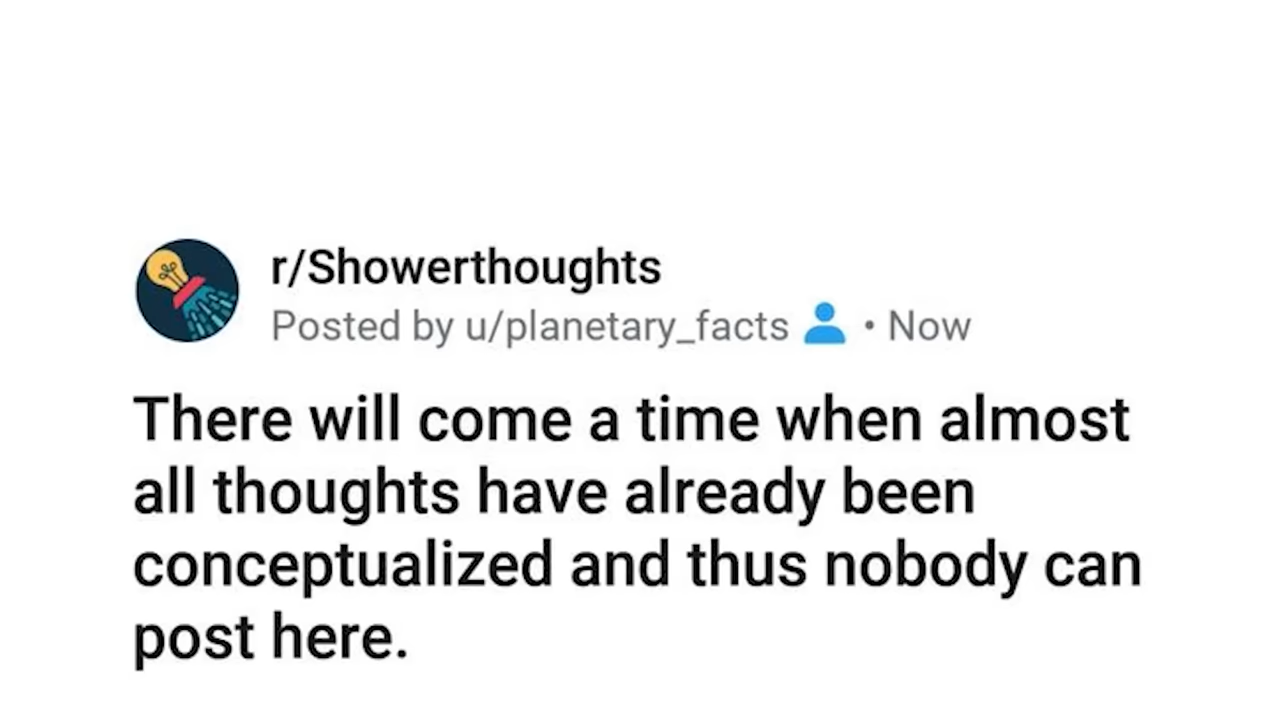 r/Showerthoughts
Posted by u/planetary_facts • Now
There will come a time when almost
all thoughts have already been
conceptualized and thus nobody can
post here.